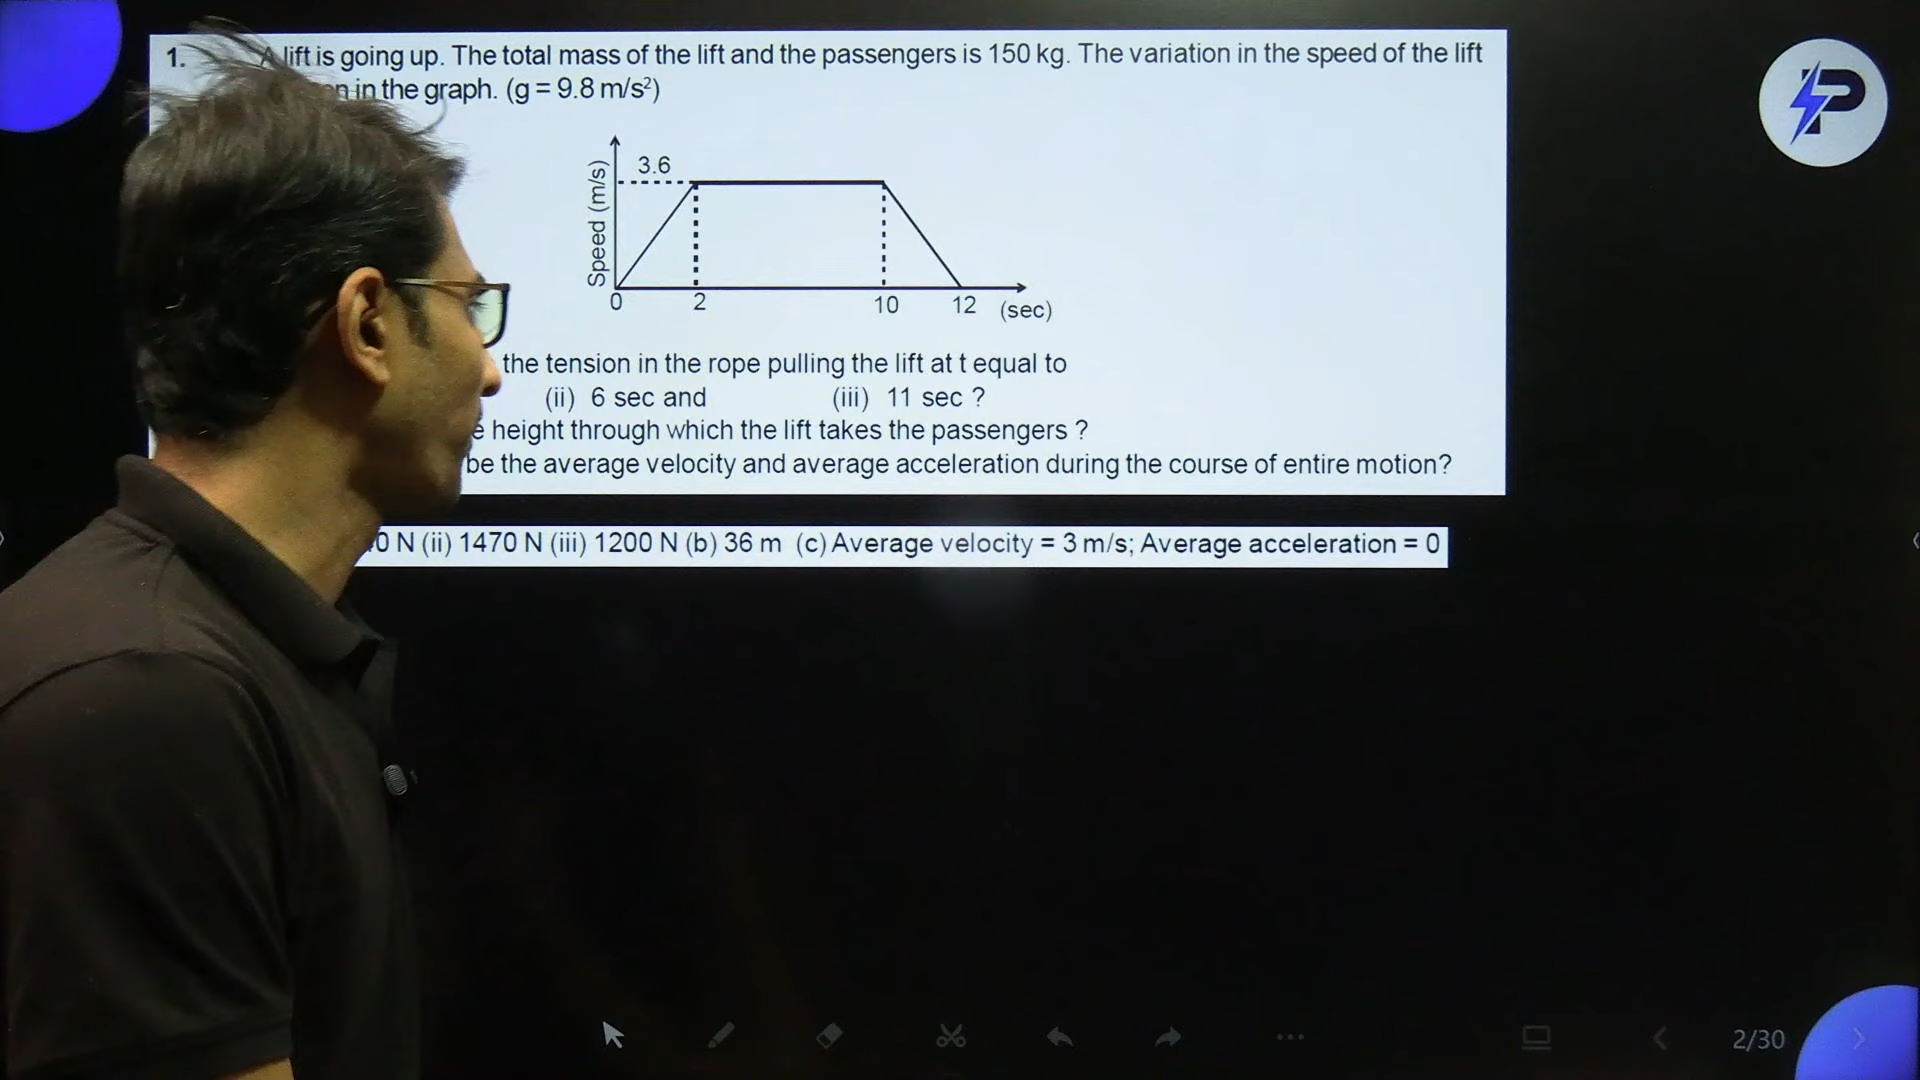 1. A lift is going up. The total mass of the lift and the passengers is 150 kg. The variation in the speed of the lift
in the graph. (g = 9.8 m/s²)
3.6
Speed (m/s)
0 2 10 12 (sec)
the tension in the rope pulling the lift at t equal to
(ii) 6 sec and (iii) 11 sec ?
height through which the lift takes the passengers ?
be the average velocity and average acceleration during the course of entire motion?
0 N (ii) 1470 N (iii) 1200 N (b) 36 m (c) Average velocity = 3 m/s; Average acceleration = 0
2/30